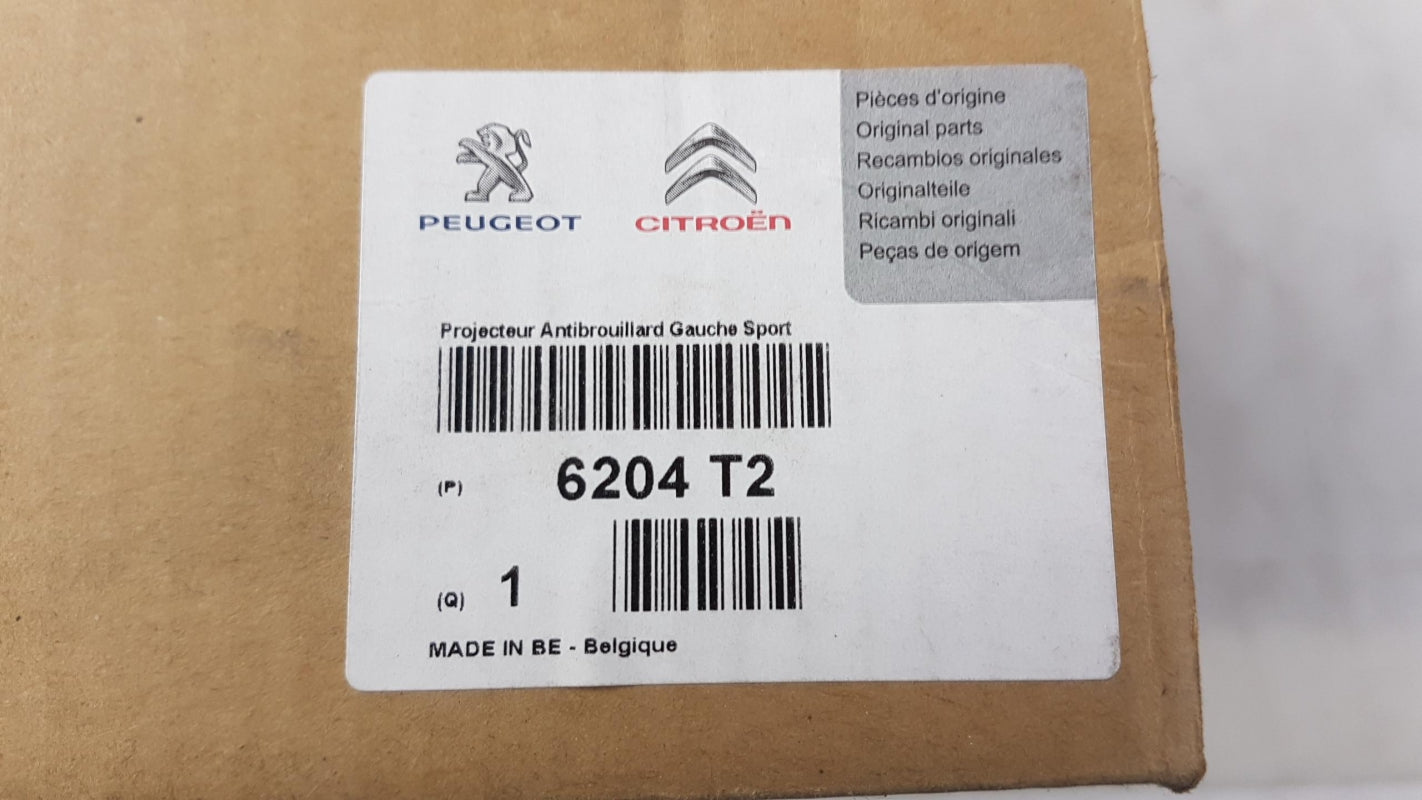 PEUGEOT
CITROËN
Pièces d'origine
Original parts
Recambios originales
Originalteile
Ricambi originali
Peças de origem
Projecteur Antibrouillard Gauche Sport
(P) 6204 T2
(Q) 1
MADE IN BE - Belgique